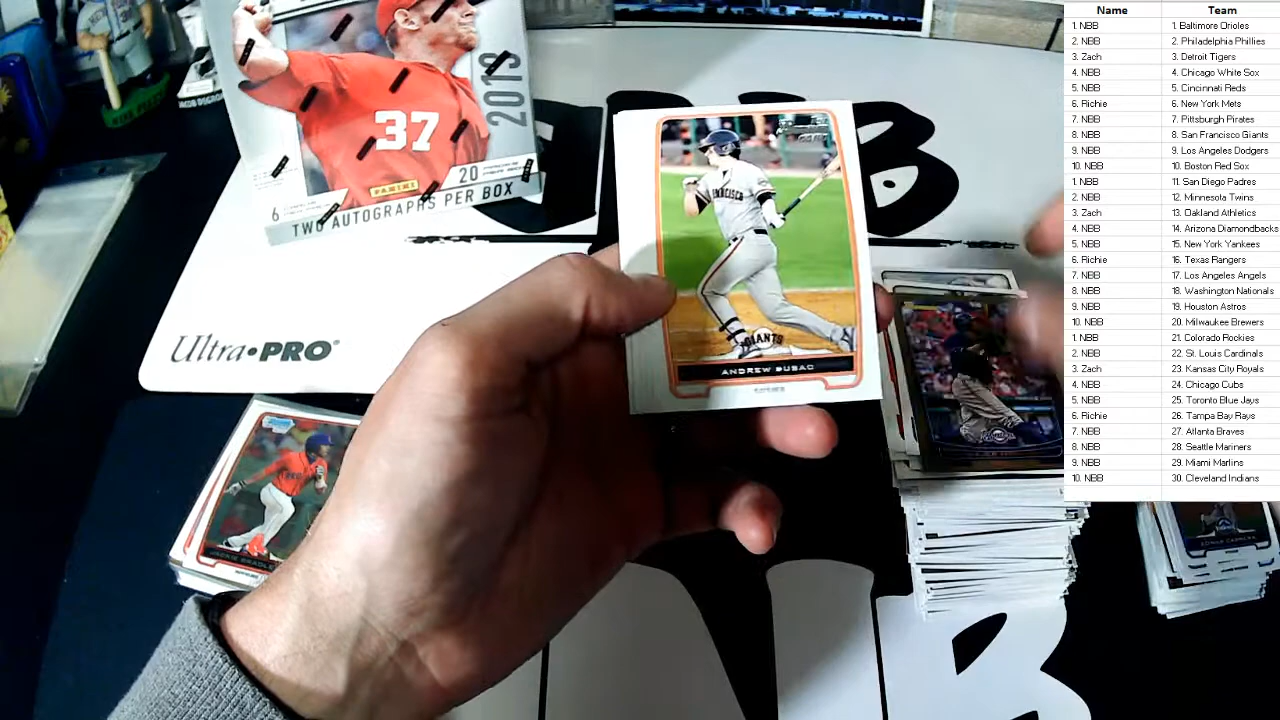 2013
37
PANINI
20
6
TWO AUTOGRAPHS PER BOX
Ultra•PRO
FRANCISCO
GIANTS
ANDREW SUSAC
JACKIE BRADLEY
Name Team
1. NBB 1. Baltimore Orioles
2. NBB 2. Philadelphia Phillies
3. Zach 3. Detroit Tigers
4. NBB 4. Chicago White Sox
5. NBB 5. Cincinnati Reds
6. Richie 6. New York Mets
7. NBB 7. Pittsburgh Pirates
8. NBB 8. San Francisco Giants
9. NBB 9. Los Angeles Dodgers
10. NBB 10. Boston Red Sox
1. NBB 11. San Diego Padres
2. NBB 12. Minnesota Twins
3. Zach 13. Oakland Athletics
4. NBB 14. Arizona Diamondbacks
5. NBB 15. New York Yankees
6. Richie 16. Texas Rangers
7. NBB 17. Los Angeles Angels
8. NBB 18. Washington Nationals
9. NBB 19. Houston Astros
10. NBB 20. Milwaukee Brewers
1. NBB 21. Colorado Rockies
2. NBB 22. St. Louis Cardinals
3. Zach 23. Kansas City Royals
4. NBB 24. Chicago Cubs
5. NBB 25. Toronto Blue Jays
6. Richie 26. Tampa Bay Rays
7. NBB 27. Atlanta Braves
8. NBB 28. Seattle Mariners
9. NBB 29. Miami Marlins
10. NBB 30. Cleveland Indians
EDWAR CABRERA